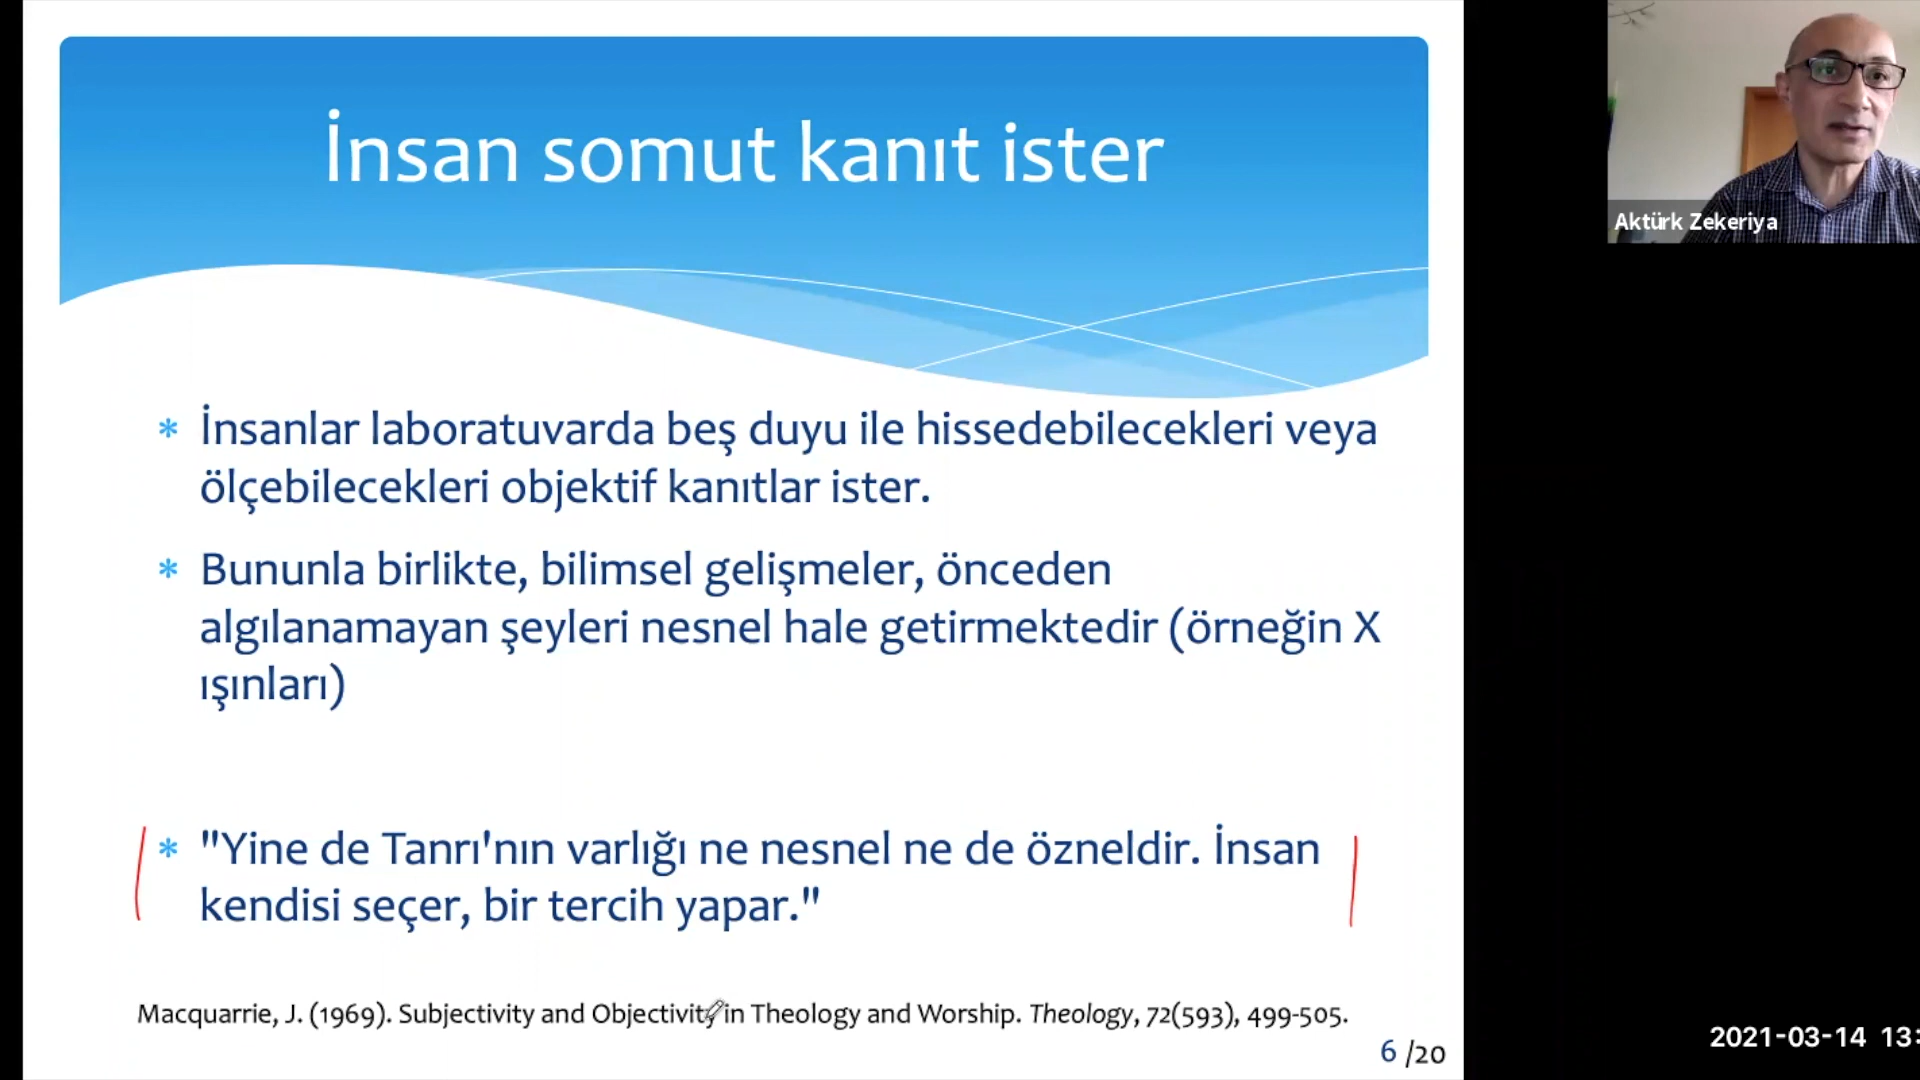 İnsan somut kanıt ister
Aktürk Zekeriya
* İnsanlar laboratuvarda beş duyu ile hissedebilecekleri veya
ölçebilecekleri objektif kanıtlar ister.
* Bununla birlikte, bilimsel gelişmeler, önceden
algılanamayan şeyleri nesnel hale getirmektedir (örneğin X
ışınları)
* "Yine de Tanrı'nın varlığı ne nesnel ne de özneldir. İnsan
kendisi seçer, bir tercih yapar."
Macquarrie, J. (1969). Subjectivity and Objectivity in Theology and Worship. Theology, 72(593), 499-505.
6 /20
2021-03-14 13: